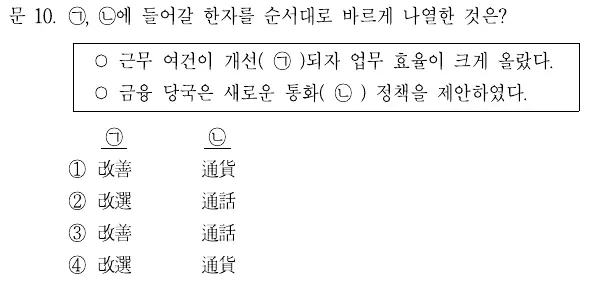 문 10. ㉠, ㉡에 들어갈 한자를 순서대로 바르게 나열한 것은?
○ 근무 여건이 개선( ㉠ )되자 업무 효율이 크게 올랐다.
○ 금융 당국은 새로운 통화( ㉡ ) 정책을 제안하였다.
㉠ ㉡
① 改善 通貨
② 改選 通話
③ 改善 通話
④ 改選 通貨